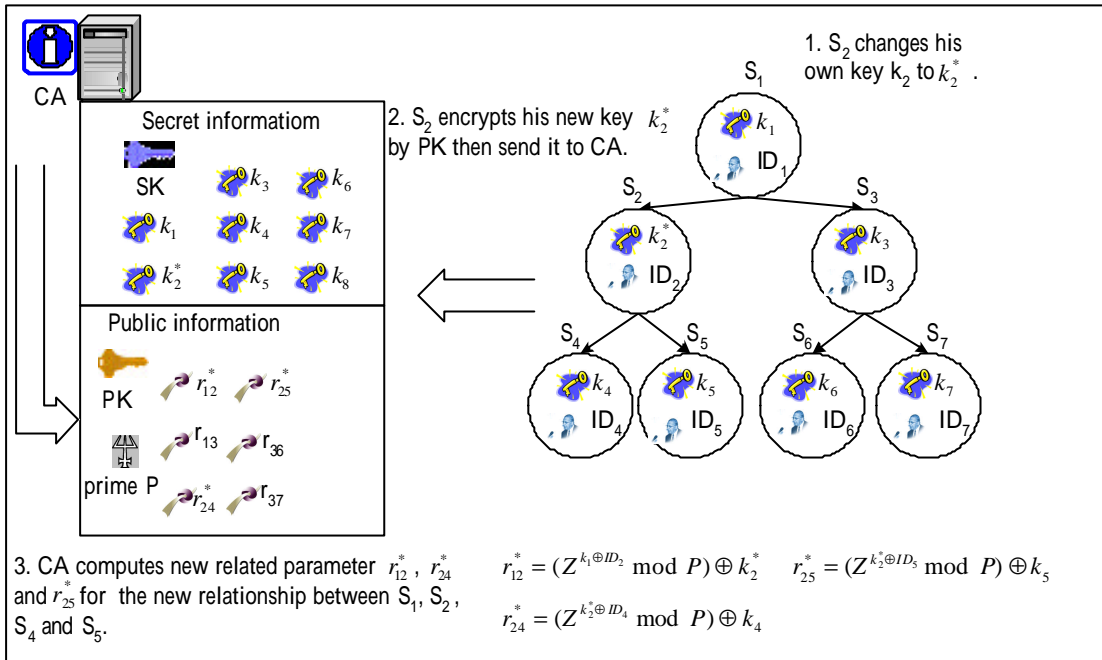 CA
Secret informatiom
SK
k₃
k₆
k₁
k₄
k₇
k₂*
k₅
k₈
Public information
PK
r₁₂*
r₂₅*
prime P
r₁₃
r₃₆
r₂₄*
r₃₇
1. S₂ changes his
own key k₂ to k₂* .
2. S₂ encrypts his new key k₂*
by PK then send it to CA.
S₁
k₁
ID₁
S₂
k₂*
ID₂
S₃
k₃
ID₃
S₄
k₄
ID₄
S₅
k₅
ID₅
S₆
k₆
ID₆
S₇
k₇
ID₇
3. CA computes new related parameter r₁₂* , r₂₄*
and r₂₅* for the new relationship between S₁, S₂ ,
S₄ and S₅.
r₁₂* = (Z^(k₁⊕ID₂) mod P) ⊕ k₂*
r₂₅* = (Z^(k₂*⊕ID₅) mod P) ⊕ k₅
r₂₄* = (Z^(k₂*⊕ID₄) mod P) ⊕ k₄